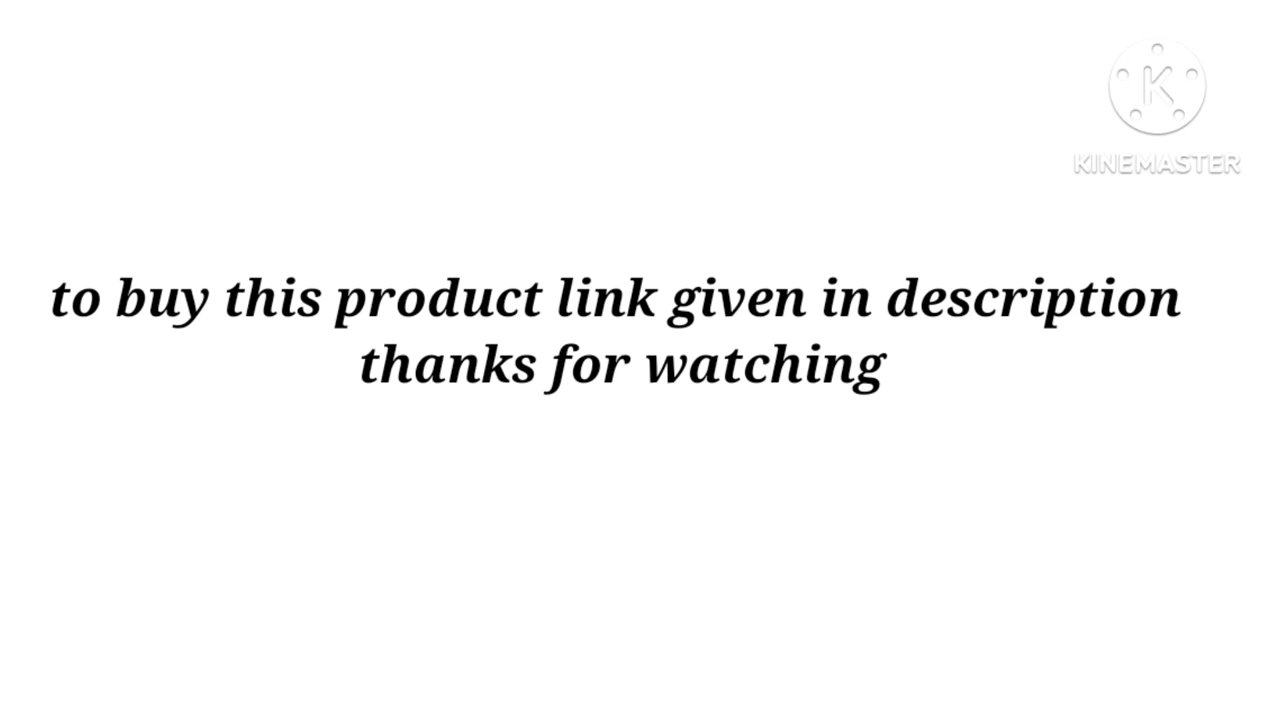 K
KINEMASTER
to buy this product link given in description
thanks for watching